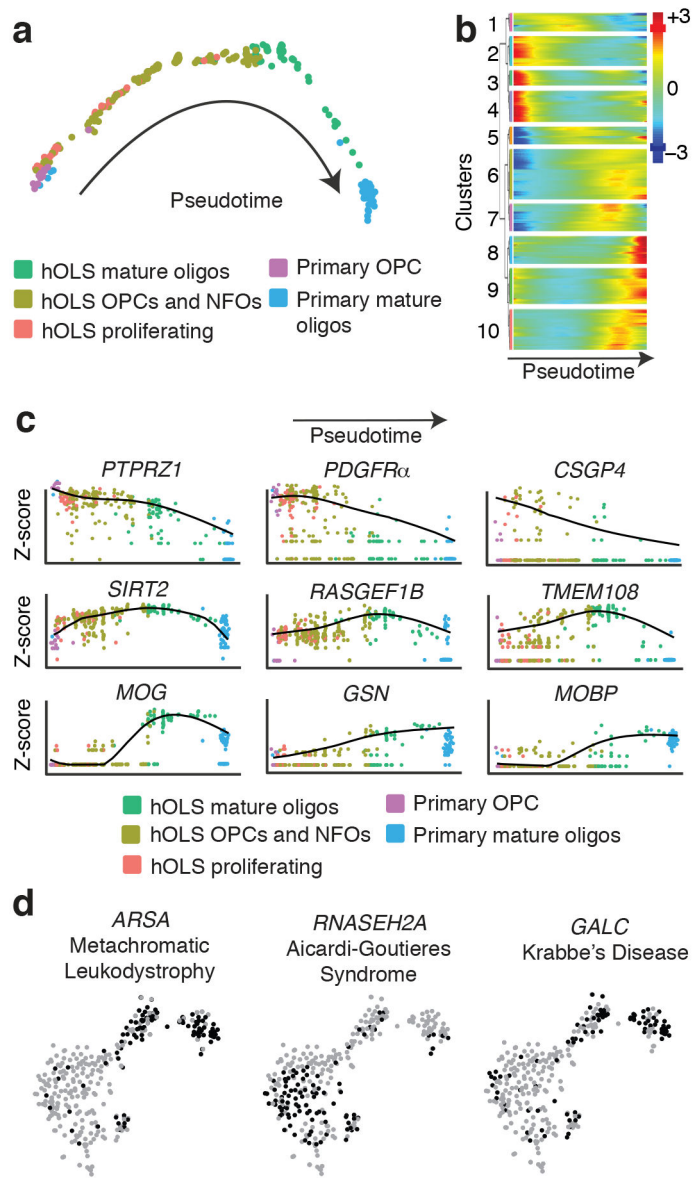 a
Pseudotime
hOLS mature oligos
hOLS OPCs and NFOs
hOLS proliferating
Primary OPC
Primary mature
oligos
b
Clusters
1
2
3
4
5
6
7
8
9
10
+3
0
−3
Pseudotime
c
Pseudotime
PTPRZ1
PDGFRα
CSGP4
Z-score
SIRT2
RASGEF1B
TMEM108
Z-score
MOG
GSN
MOBP
Z-score
hOLS mature oligos
hOLS OPCs and NFOs
hOLS proliferating
Primary OPC
Primary mature oligos
d
ARSA
Metachromatic
Leukodystrophy
RNASEH2A
Aicardi-Goutieres
Syndrome
GALC
Krabbe's Disease